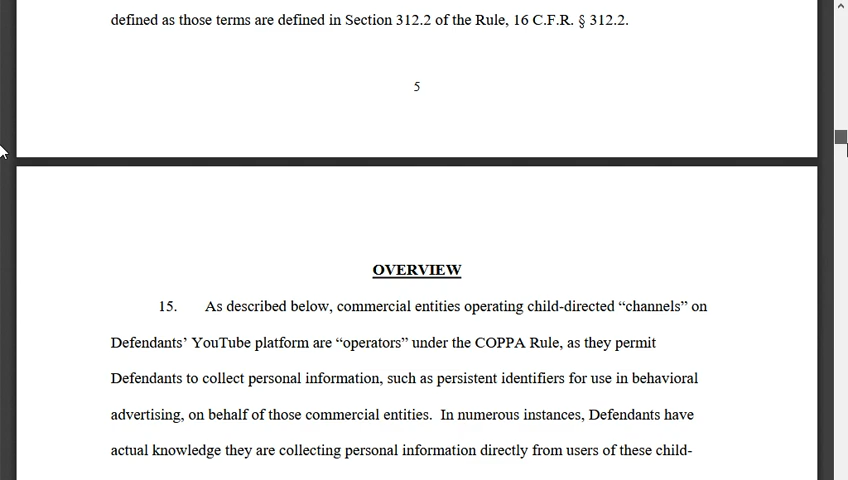 defined as those terms are defined in Section 312.2 of the Rule, 16 C.F.R. § 312.2.
5
OVERVIEW
15. As described below, commercial entities operating child-directed “channels” on
Defendants’ YouTube platform are “operators” under the COPPA Rule, as they permit
Defendants to collect personal information, such as persistent identifiers for use in behavioral
advertising, on behalf of those commercial entities. In numerous instances, Defendants have
actual knowledge they are collecting personal information directly from users of these child-